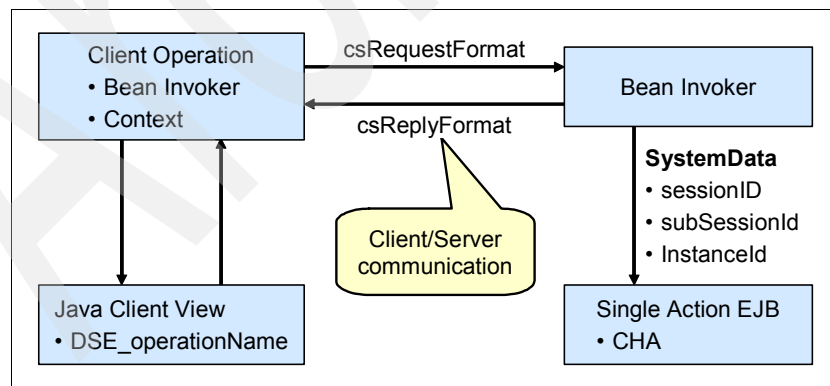 Client Operation
• Bean Invoker
• Context
csRequestFormat
csReplyFormat
Bean Invoker
SystemData
• sessionID
• subSessionId
• InstanceId
Client/Server
communication
Java Client View
• DSE_operationName
Single Action EJB
• CHA